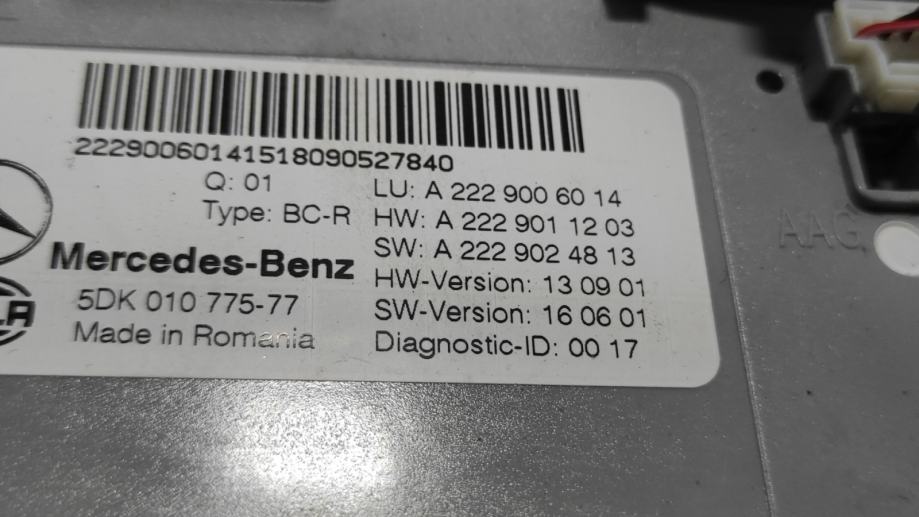 22290060141518090527840
Q: 01
Type: BC-R
Mercedes-Benz
5DK 010 775-77
Made in Romania
LU: A 222 900 60 14
HW: A 222 901 12 03
SW: A 222 902 48 13
HW-Version: 13 09 01
SW-Version: 16 06 01
Diagnostic-ID: 00 17
AAG